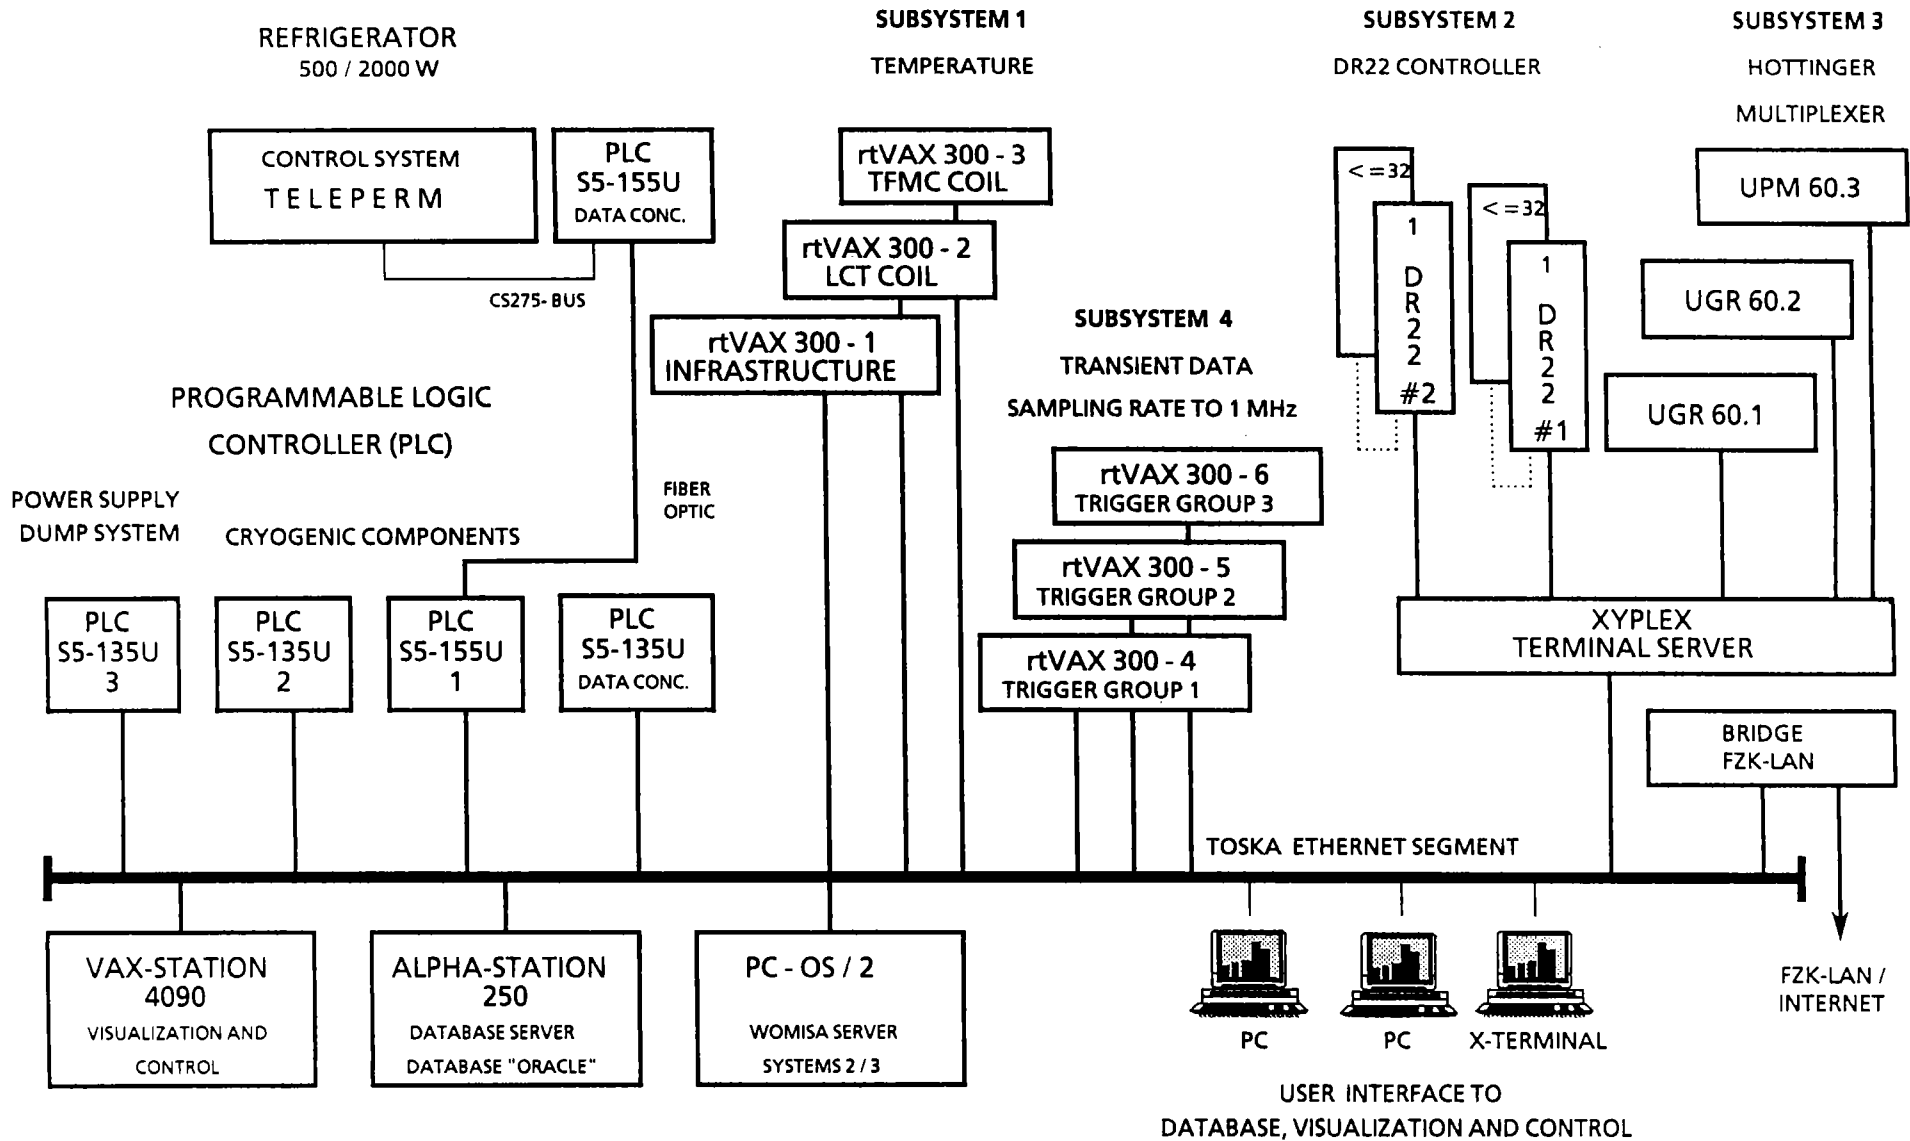 REFRIGERATOR
500 / 2000 W
SUBSYSTEM 1
TEMPERATURE
SUBSYSTEM 2
DR22 CONTROLLER
SUBSYSTEM 3
HOTTINGER
MULTIPLEXER
CONTROL SYSTEM
TELEPERM
PLC
S5-155U
DATA CONC.
CS275- BUS
rtVAX 300 - 3
TFMC COIL
rtVAX 300 - 2
LCT COIL
rtVAX 300 - 1
INFRASTRUCTURE
<=32
1
DR22
#2
<=32
1
DR22
#1
UPM 60.3
UGR 60.2
UGR 60.1
SUBSYSTEM 4
TRANSIENT DATA
SAMPLING RATE TO 1 MHz
rtVAX 300 - 6
TRIGGER GROUP 3
rtVAX 300 - 5
TRIGGER GROUP 2
rtVAX 300 - 4
TRIGGER GROUP 1
PROGRAMMABLE LOGIC
CONTROLLER (PLC)
POWER SUPPLY
DUMP SYSTEM
CRYOGENIC COMPONENTS
FIBER
OPTIC
PLC
S5-135U
3
PLC
S5-135U
2
PLC
S5-155U
1
PLC
S5-135U
DATA CONC.
XYPLEX
TERMINAL SERVER
BRIDGE
FZK-LAN
TOSKA ETHERNET SEGMENT
VAX-STATION
4090
VISUALIZATION AND
CONTROL
ALPHA-STATION
250
DATABASE SERVER
DATABASE "ORACLE"
PC - OS / 2
WOMISA SERVER
SYSTEMS 2 / 3
PC
PC
X-TERMINAL
FZK-LAN /
INTERNET
USER INTERFACE TO
DATABASE, VISUALIZATION AND CONTROL